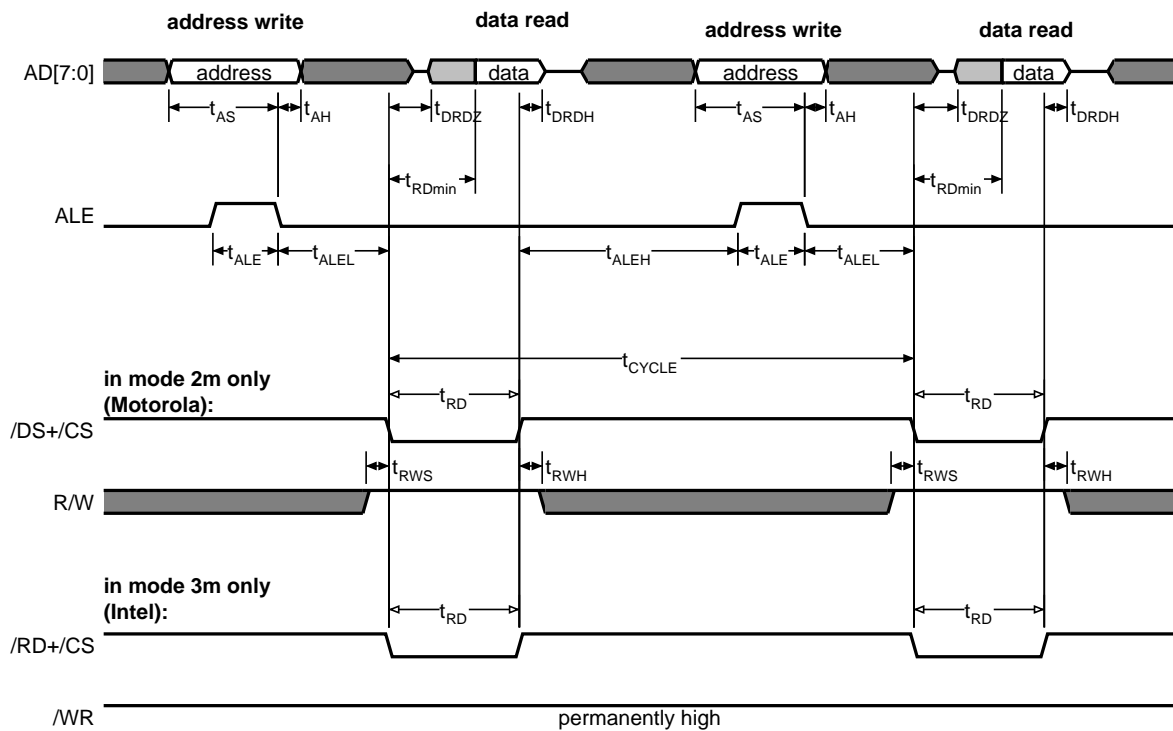 address write data read address write data read
AD[7:0] address data address data
tAS tAH tDRDZ tDRDH tAS tAH tDRDZ tDRDH
tRDmin tRDmin
ALE
tALE tALEL tALEH tALE tALEL
tCYCLE
in mode 2m only
(Motorola):
tRD tRD
/DS+/CS
tRWS tRWH tRWS tRWH
R/W
in mode 3m only
(Intel):
tRD tRD
/RD+/CS
/WR
permanently high